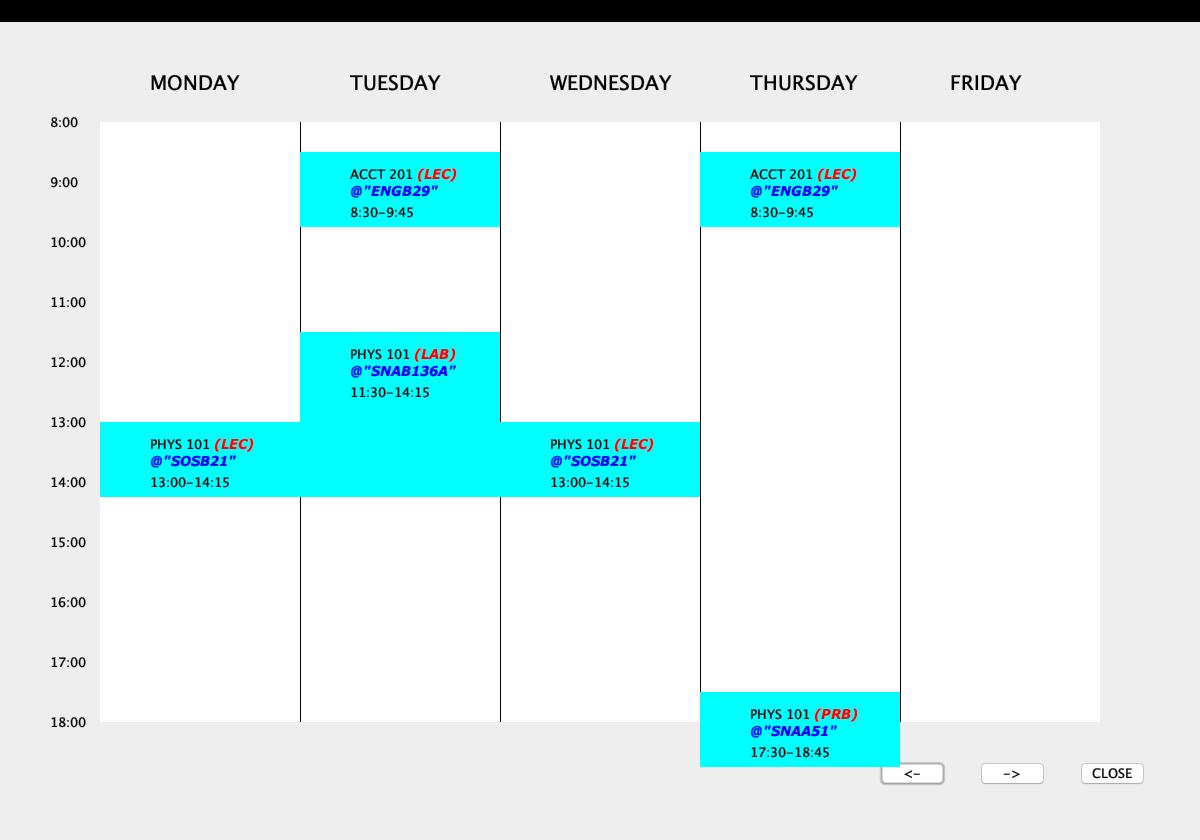 MONDAY TUESDAY WEDNESDAY THURSDAY FRIDAY
8:00
ACCT 201 (LEC)
@"ENGB29"
8:30-9:45
ACCT 201 (LEC)
@"ENGB29"
8:30-9:45
9:00
10:00
11:00
PHYS 101 (LAB)
@"SNAB136A"
11:30-14:15
12:00
13:00
PHYS 101 (LEC)
@"SOSB21"
13:00-14:15
PHYS 101 (LEC)
@"SOSB21"
13:00-14:15
14:00
15:00
16:00
17:00
18:00
PHYS 101 (PRB)
@"SNAA51"
17:30-18:45
<- -> CLOSE